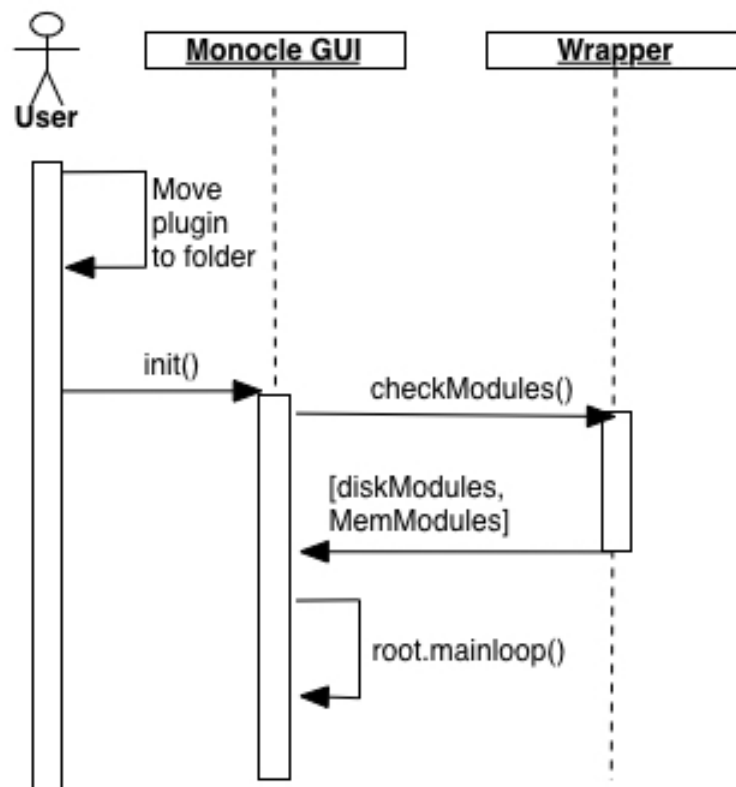 Monocle GUI
Wrapper
User
Move
plugin
to folder
init()
checkModules()
[diskModules,
MemModules]
root.mainloop()